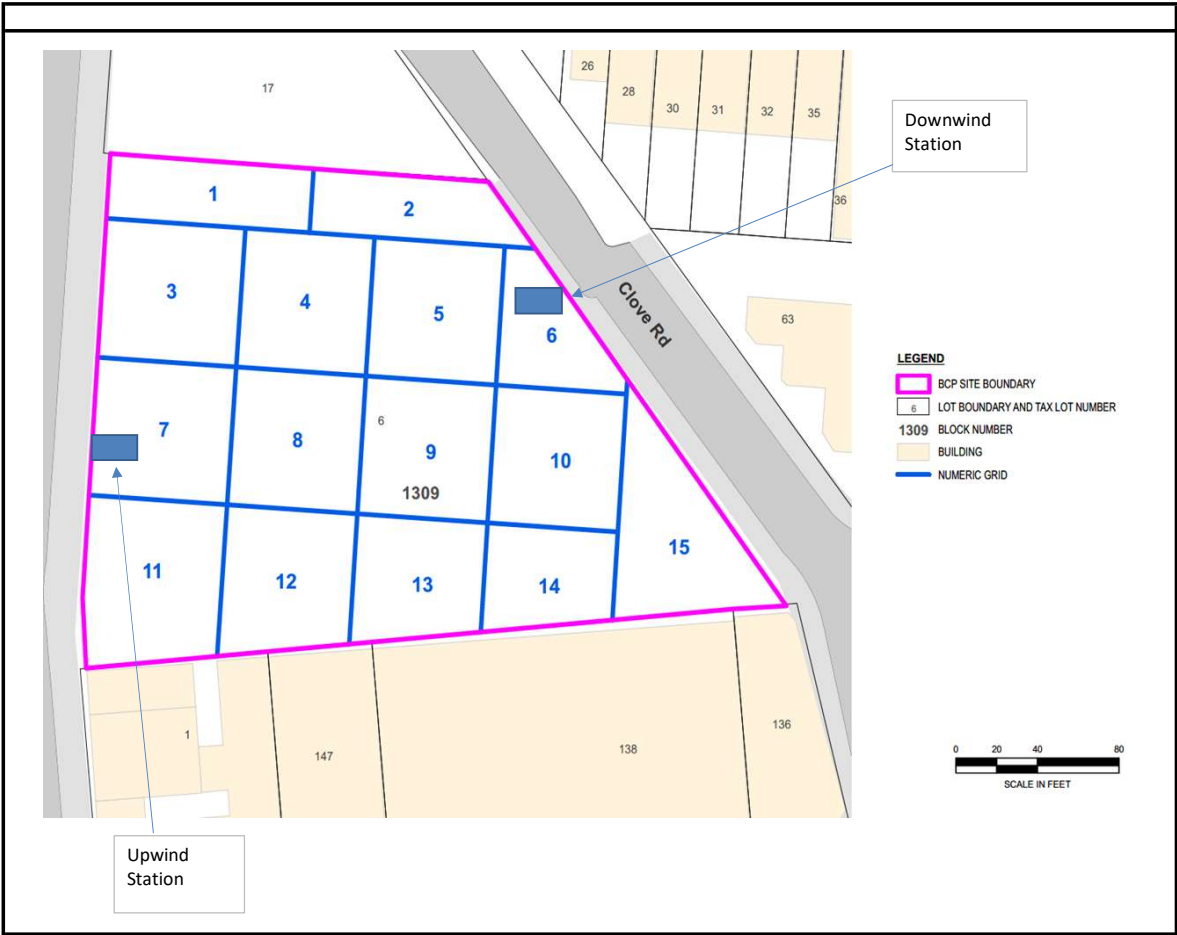 17
26
28
30
31
32
35
36
Downwind
Station
1
2
3
4
5
6
Clove Rd
63
LEGEND
BCP SITE BOUNDARY
6 LOT BOUNDARY AND TAX LOT NUMBER
1309 BLOCK NUMBER
BUILDING
NUMERIC GRID
7
8
6
9
10
1309
11
12
13
14
15
1
147
138
136
0 20 40 80
SCALE IN FEET
Upwind
Station